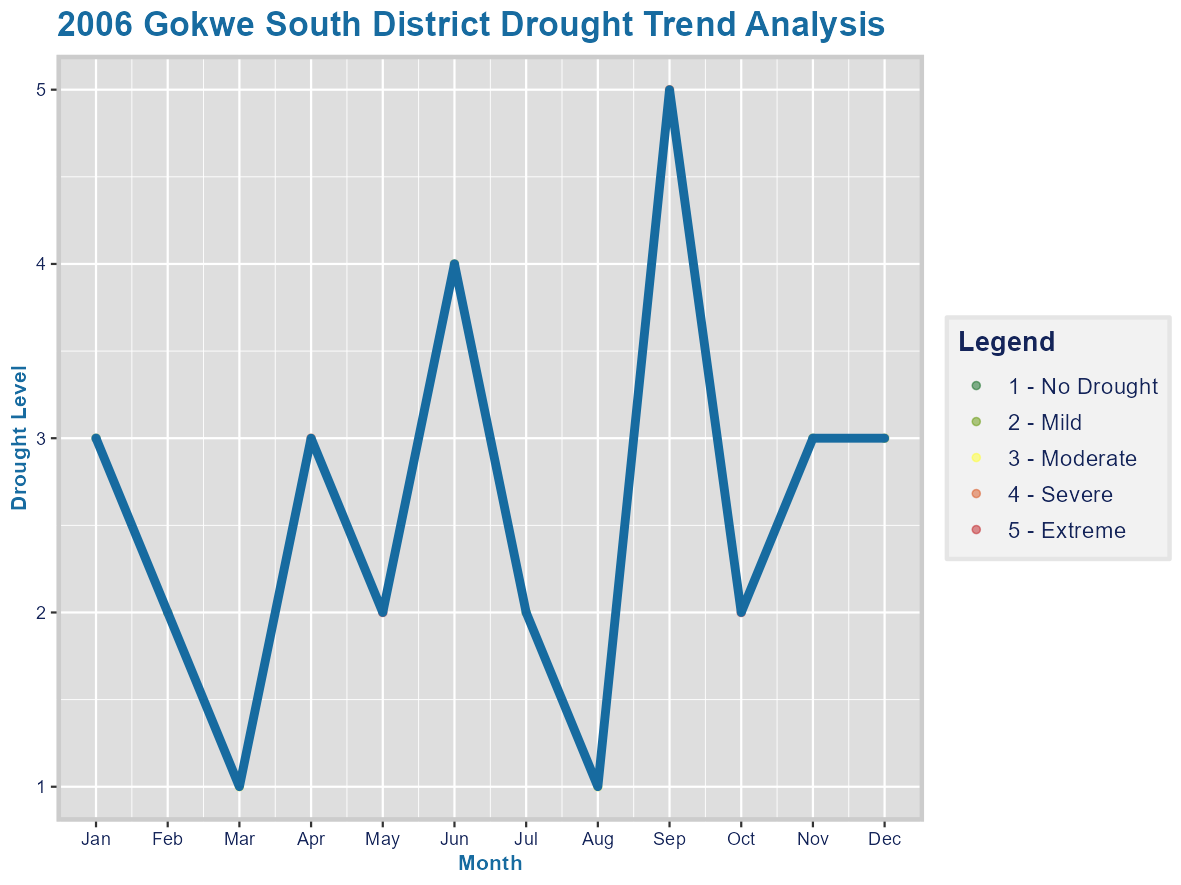 2006 Gokwe South District Drought Trend Analysis
5
4
3
2
1
Drought Level
Jan Feb Mar Apr May Jun Jul Aug Sep Oct Nov Dec
Month
Legend
1 - No Drought
2 - Mild
3 - Moderate
4 - Severe
5 - Extreme